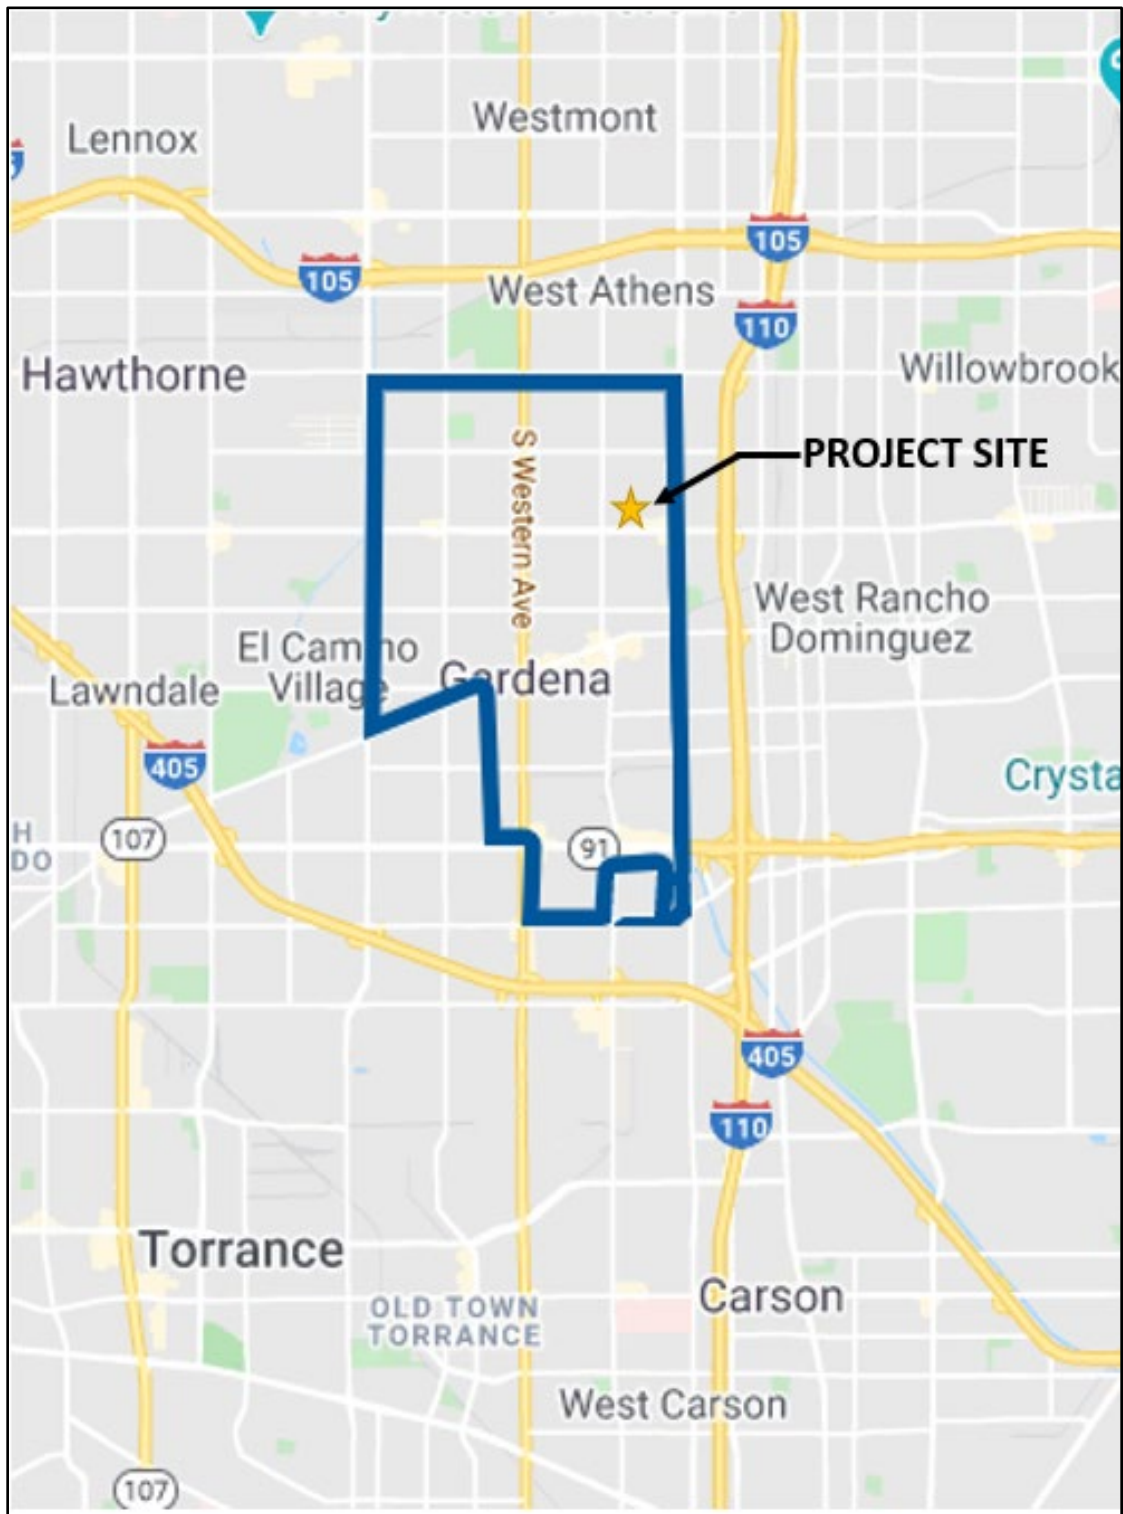 Westmont
Lennox
105
105
West Athens
110
Hawthorne
Willowbrook
S Western Ave
PROJECT SITE
West Rancho
Dominguez
El Camino
Village
Gardena
Lawndale
405
Crysta
107
H
DO
91
405
110
Torrance
Carson
OLD TOWN
TORRANCE
West Carson
107